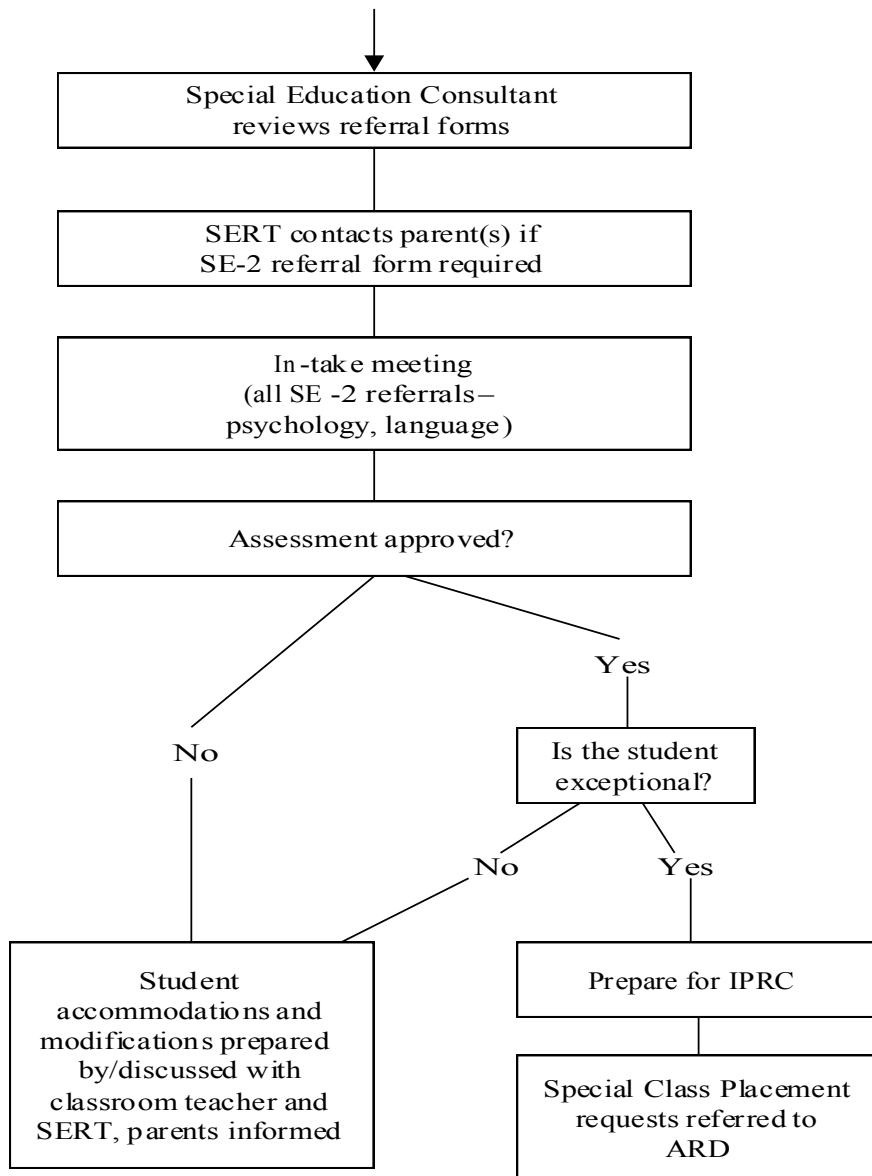 Special Education Consultant
reviews referral forms
SERT contacts parent(s) if
SE-2 referral form required
In-take meeting
(all SE -2 referrals–
psychology, language)
Assessment approved?
Yes
No
Is the student
exceptional?
No
Yes
Student
accommodations and
modifications prepared
by/discussed with
classroom teacher and
SERT, parents informed
Prepare for IPRC
Special Class Placement
requests referred to
ARD